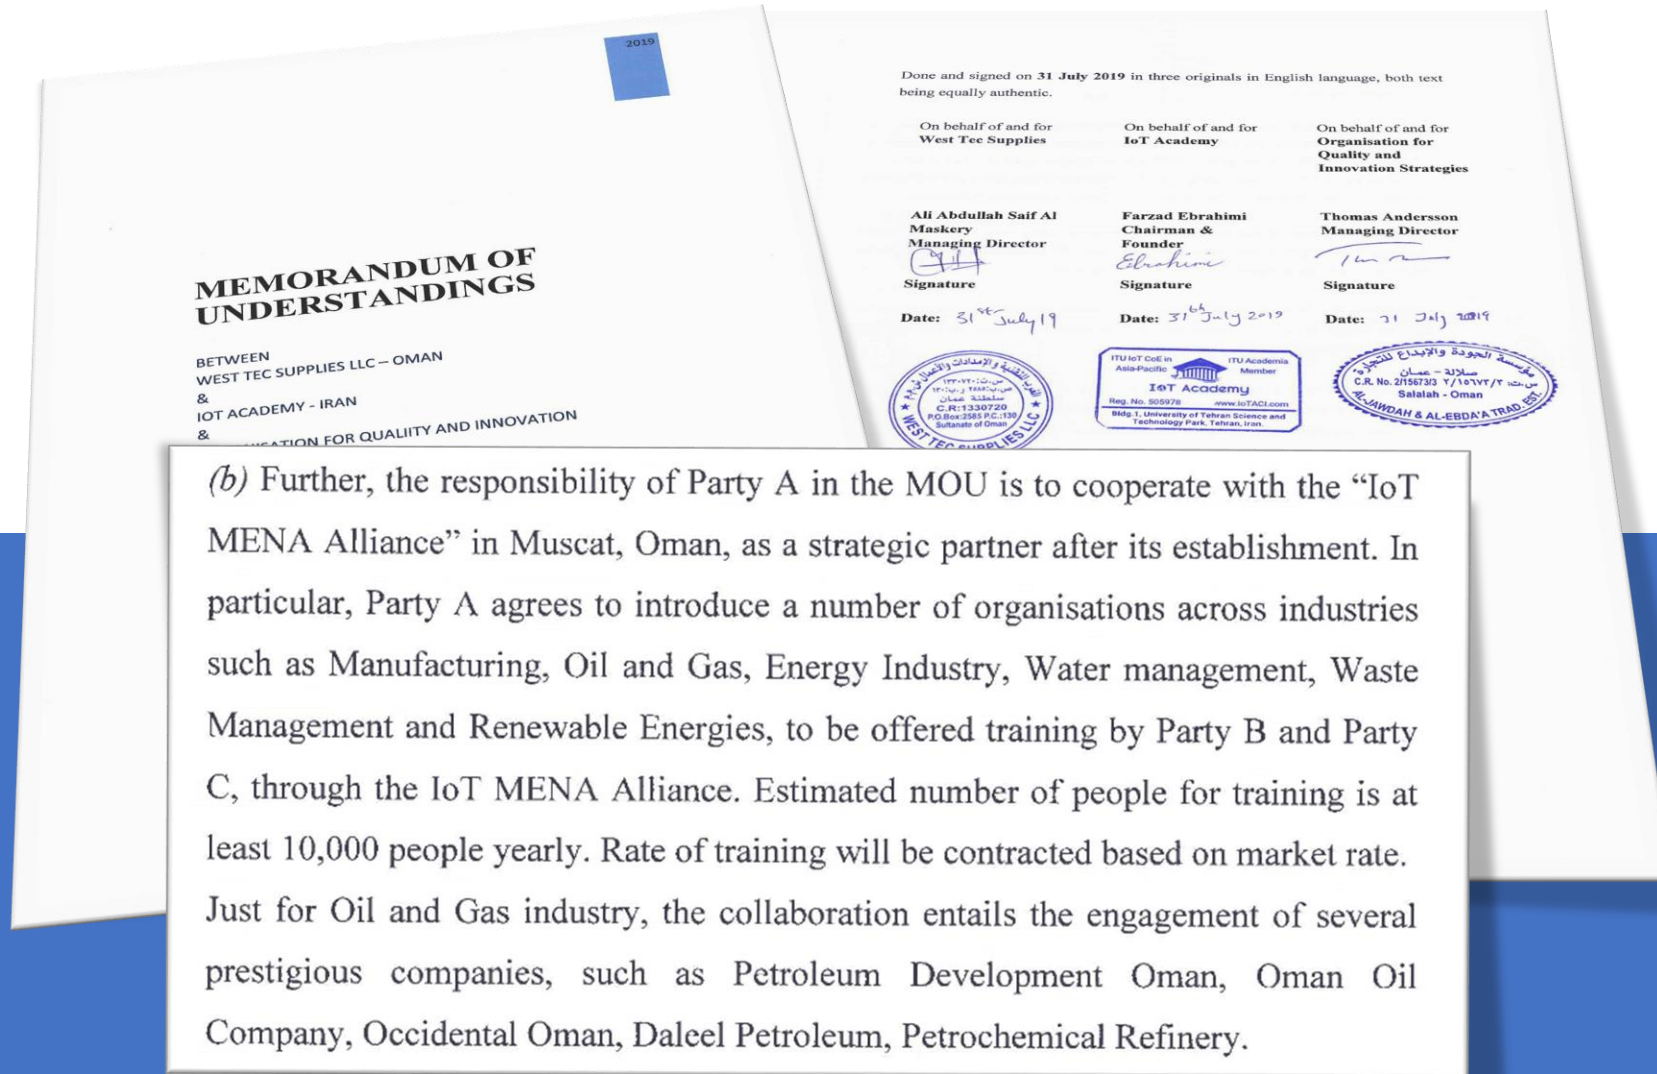 2019
MEMORANDUM OF
UNDERSTANDINGS
BETWEEN
WEST TEC SUPPLIES LLC – OMAN
&
IOT ACADEMY - IRAN
&
FOR QUALIITY AND INNOVATION
Done and signed on 31 July 2019 in three originals in English language, both text
being equally authentic.
On behalf of and for
West Tec Supplies
On behalf of and for
IoT Academy
On behalf of and for
Organisation for
Quality and
Innovation Strategies
Ali Abdullah Saif Al
Maskery
Managing Director
Signature
Date: 31st July 19
Farzad Ebrahimi
Chairman &
Founder
Ebrahimi
Signature
Date: 31th July 2019
Thomas Andersson
Managing Director
Signature
Date: 31 July 2019
سلطنة عمان
C.R:1330720
P.O.Box:2585 P.C.:130
Sultanate of Oman
WEST TEC SUPPLIES LLC
ITU IoT CoE in
Asia-Pacific
ITU Academia
Member
IoT Academy
Reg. No. 505978 www.IoTACI.com
Bldg.1, University of Tehran Science and
Technology Park, Tehran, Iran.
مؤسسة الجودة والإبداع للتجارة
صلالة – عمان
C.R. No. 2/15673/3
Salalah - Oman
AL-JAWDAH & AL-EBDA'A TRAD. EST.
(b) Further, the responsibility of Party A in the MOU is to cooperate with the “IoT
MENA Alliance” in Muscat, Oman, as a strategic partner after its establishment. In
particular, Party A agrees to introduce a number of organisations across industries
such as Manufacturing, Oil and Gas, Energy Industry, Water management, Waste
Management and Renewable Energies, to be offered training by Party B and Party
C, through the IoT MENA Alliance. Estimated number of people for training is at
least 10,000 people yearly. Rate of training will be contracted based on market rate.
Just for Oil and Gas industry, the collaboration entails the engagement of several
prestigious companies, such as Petroleum Development Oman, Oman Oil
Company, Occidental Oman, Daleel Petroleum, Petrochemical Refinery.